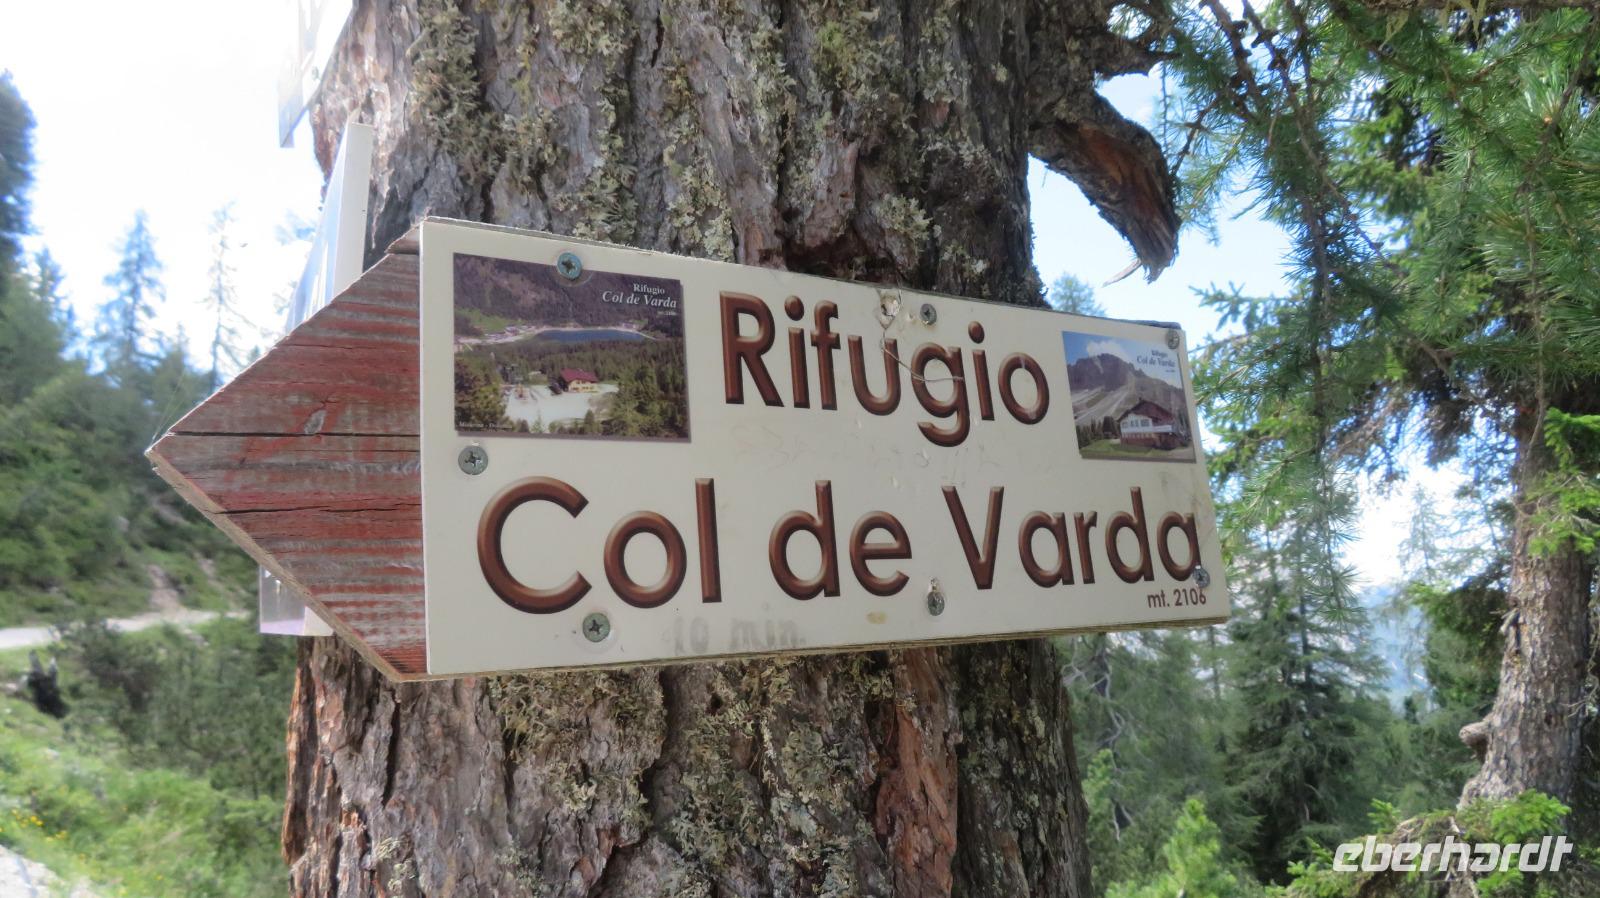 Rifugio
Col de Varda
Rifugio
Col de Varda
mt. 2106
10 min.
Rifugio
Col de Varda
eberhardt